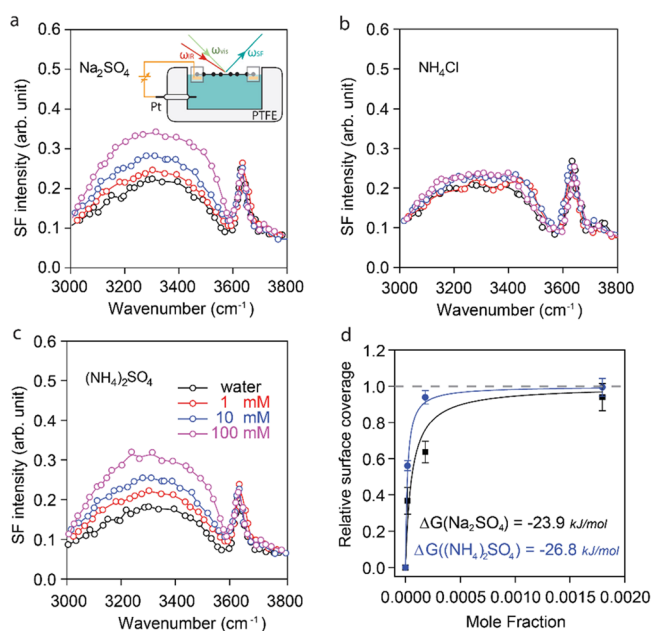 a
Na₂SO₄
ωIR
ωvis
ωSF
Pt
PTFE
SF intensity (arb. unit)
0.6
0.5
0.4
0.3
0.2
0.1
0.0
3000 3200 3400 3600 3800
Wavenumber (cm⁻¹)
b
NH₄Cl
SF intensity (arb. unit)
0.6
0.5
0.4
0.3
0.2
0.1
0.0
3000 3200 3400 3600 3800
Wavenumber (cm⁻¹)
c
(NH₄)₂SO₄
water
1 mM
10 mM
100 mM
SF intensity (arb. unit)
0.6
0.5
0.4
0.3
0.2
0.1
0.0
3000 3200 3400 3600 3800
Wavenumber (cm⁻¹)
d
Relative surface coverage
1.2
1.0
0.8
0.6
0.4
0.2
0.0
ΔG(Na₂SO₄) = -23.9 kJ/mol
ΔG((NH₄)₂SO₄) = -26.8 kJ/mol
0.0000 0.0005 0.0010 0.0015 0.0020
Mole Fraction